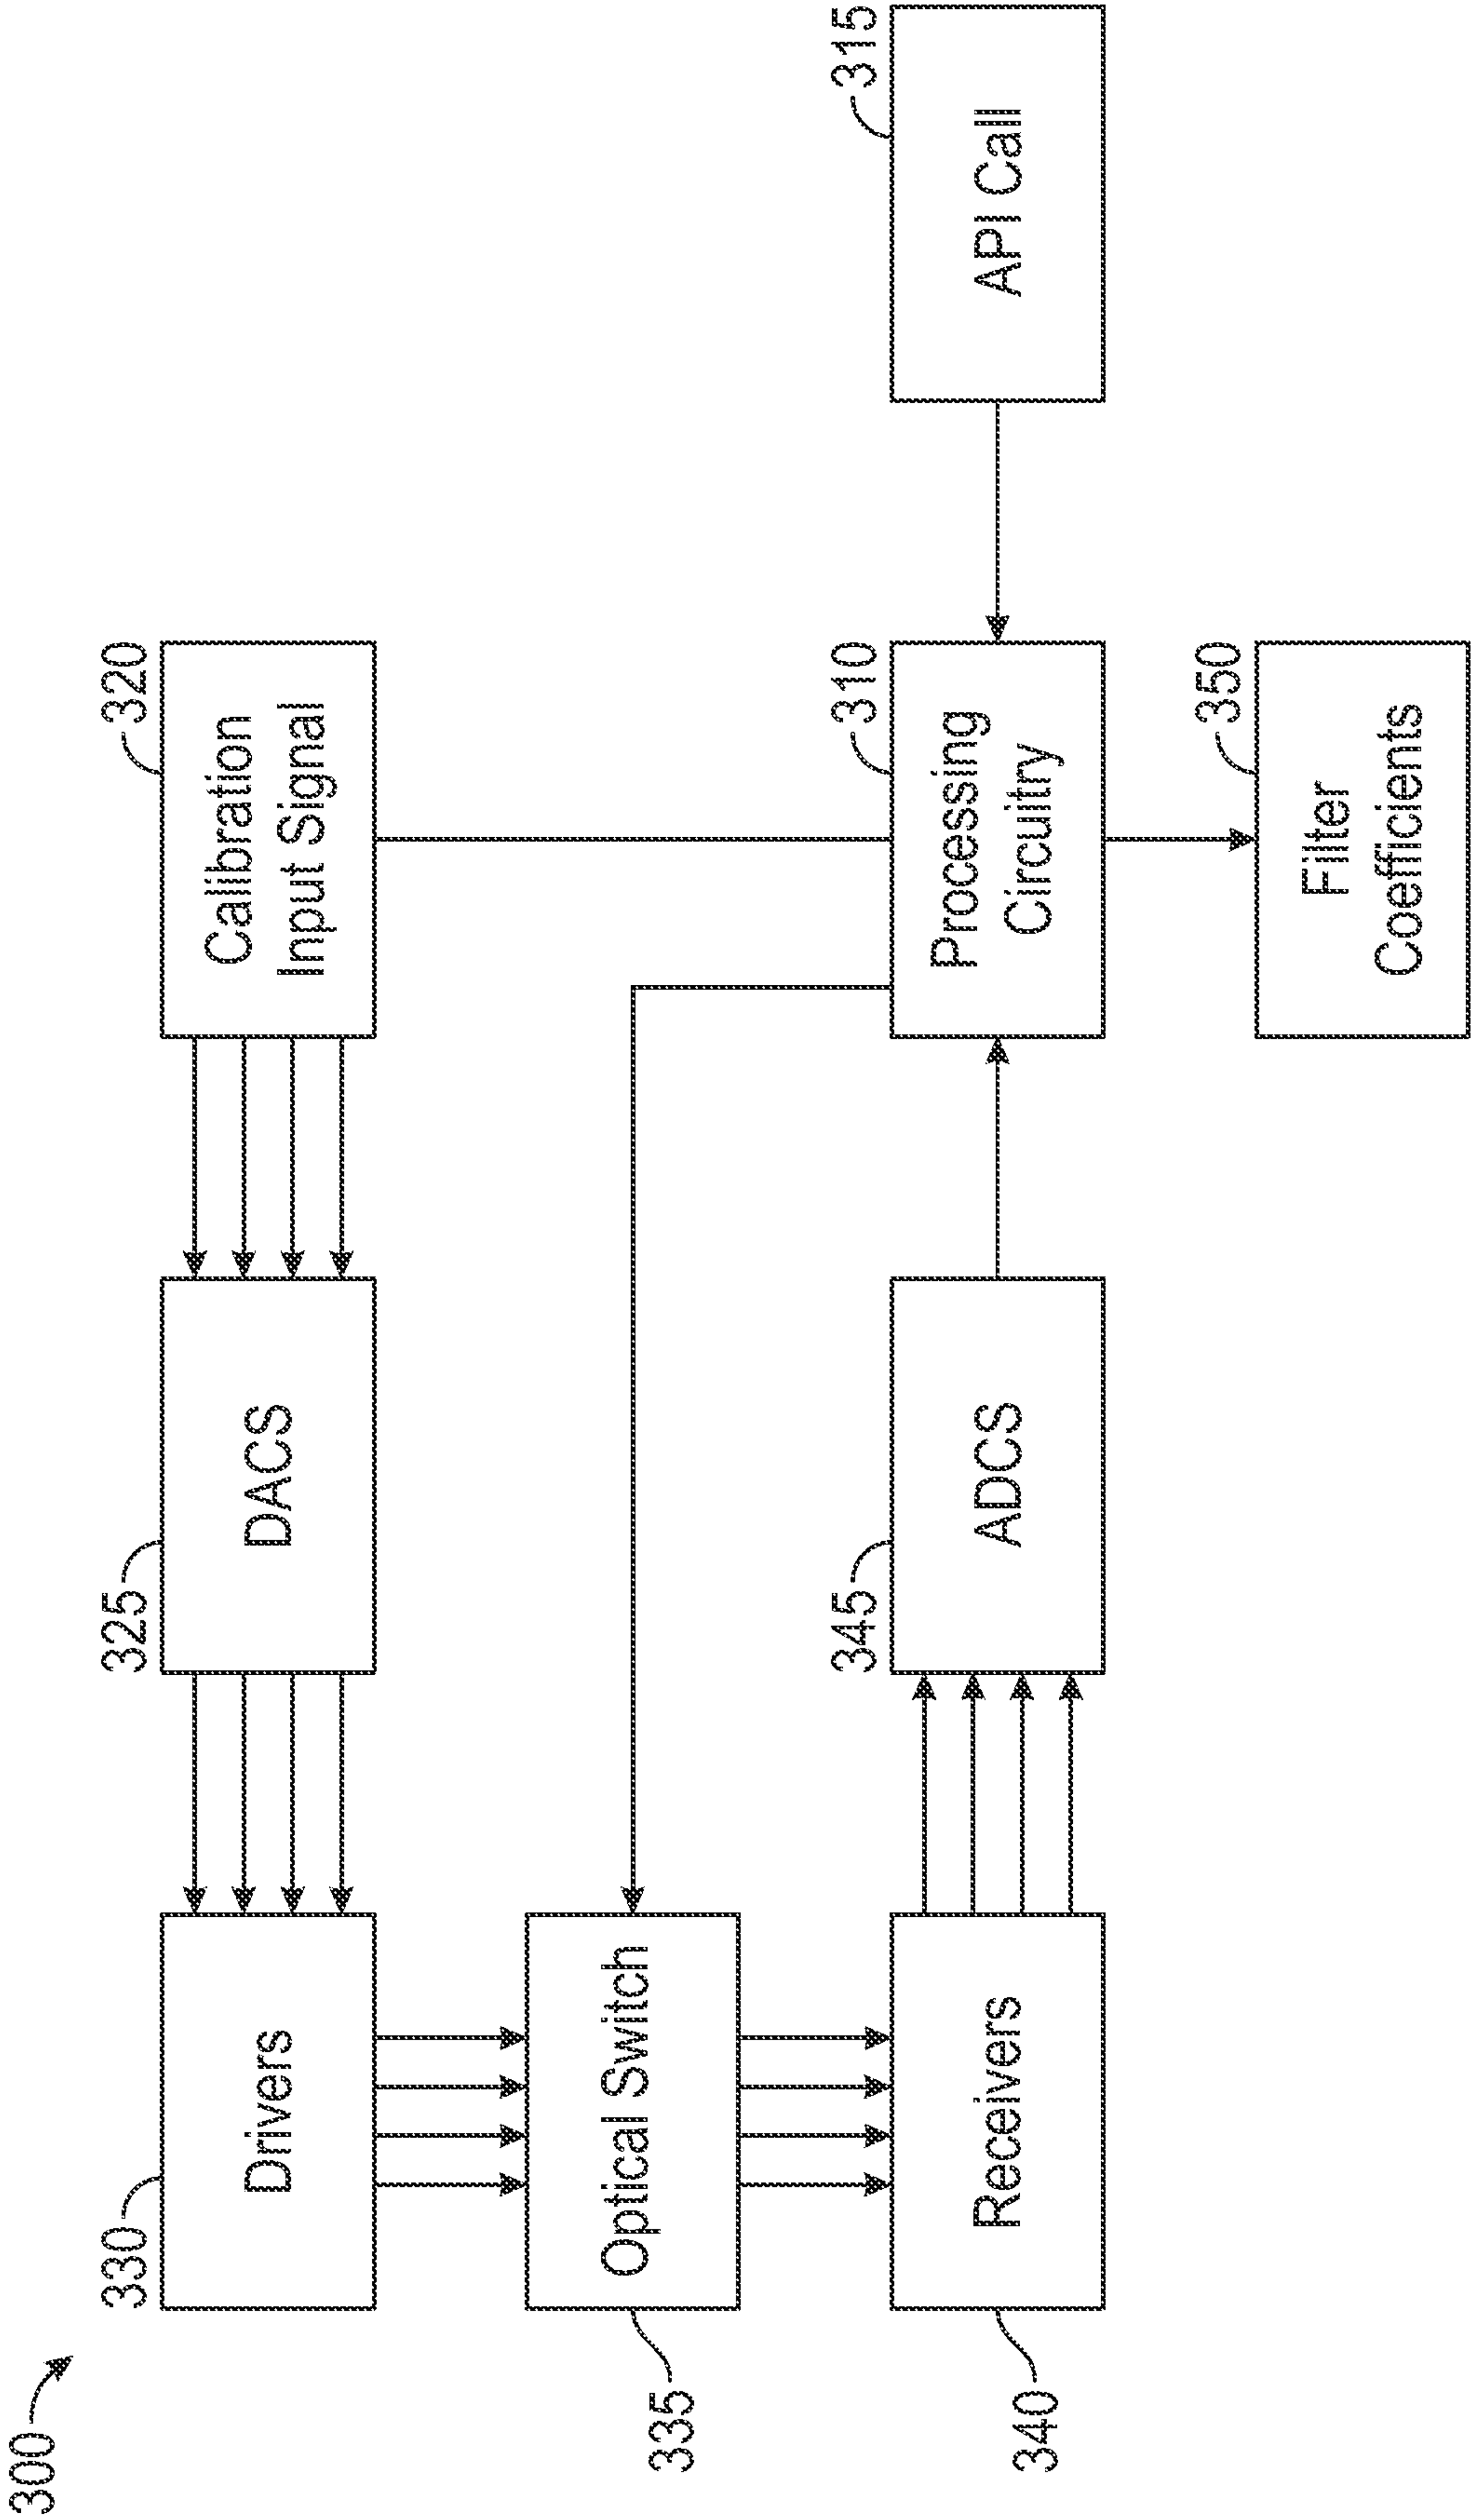 300
330
Drivers
325
DACS
320
Calibration
Input Signal
335
Optical Switch
340
Receivers
345
ADCS
310
Processing
Circuitry
315
API Call
350
Filter
Coefficients